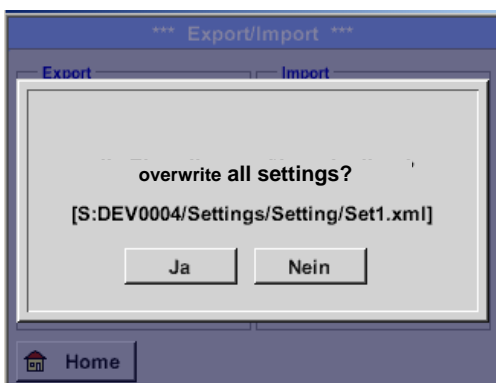 *** Export/Import ***
Export Import
overwrite all settings?
[S:DEV0004/Settings/Setting/Set1.xml]
Ja Nein
Home